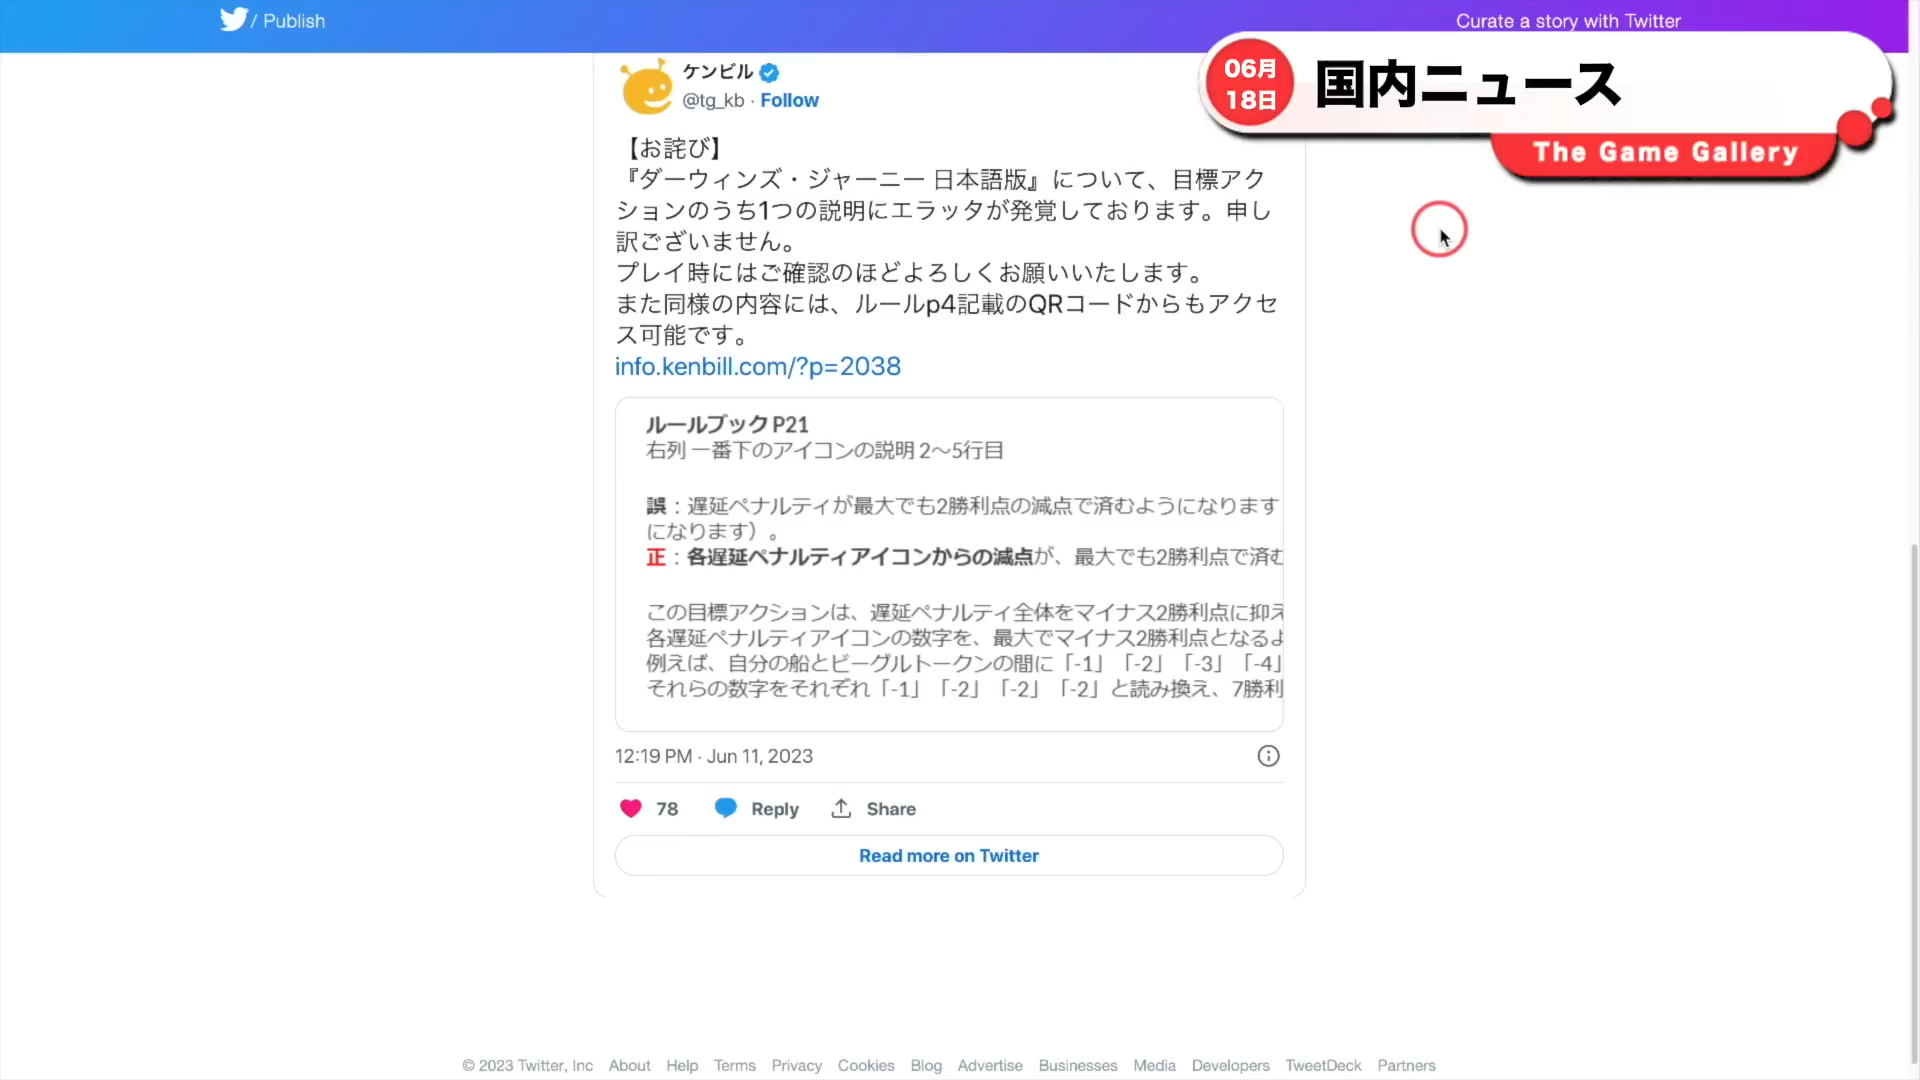 / Publish
Curate a story with Twitter
06月
18日
国内ニュース
The Game Gallery
ケンビル
@tg_kb · Follow
【お詫び】
『ダーウィンズ・ジャーニー 日本語版』について、目標アク
ションのうち1つの説明にエラッタが発覚しております。申し
訳ございません。
プレイ時にはご確認のほどよろしくお願いいたします。
また同様の内容には、ルールp4記載のQRコードからもアクセ
ス可能です。
info.kenbill.com/?p=2038
ルールブック P21
右列 一番下のアイコンの説明 2〜5行目
誤：遅延ペナルティが最大でも2勝利点の減点で済むようになります
になります）。
正：各遅延ペナルティアイコンからの減点が、最大でも2勝利点で済む
この目標アクションは、遅延ペナルティ全体をマイナス2勝利点に抑え
各遅延ペナルティアイコンの数字を、最大でマイナス2勝利点となるよ
例えば、自分の船とビーグルトークンの間に「-1」「-2」「-3」「-4」
それらの数字をそれぞれ「-1」「-2」「-2」「-2」と読み換え、7勝利
12:19 PM · Jun 11, 2023
78 Reply Share
Read more on Twitter
© 2023 Twitter, Inc About Help Terms Privacy Cookies Blog Advertise Businesses Media Developers TweetDeck Partners